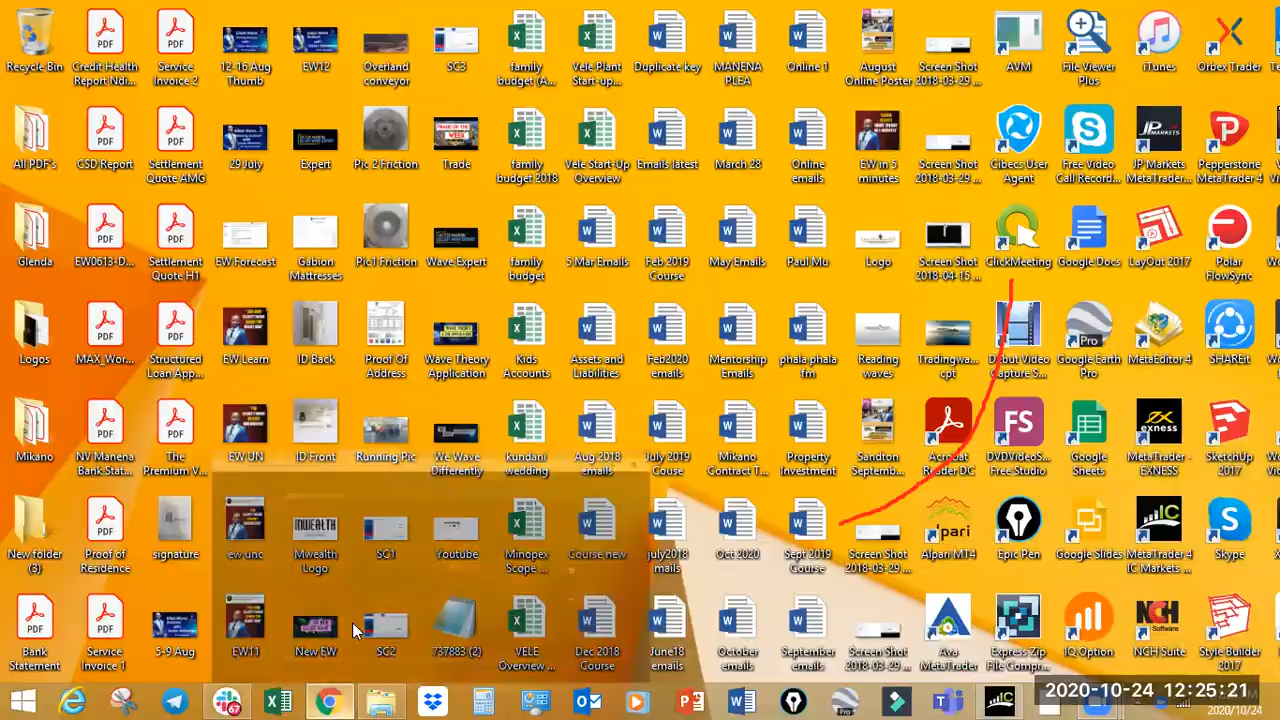 Recycle Bin
Credit Health
Report Ndi...
Service
Invoice 2
12-16 Aug
Thumb
EW12
Overland
conveyor
SC3
family
budget (A...
Vele Plant
Start-up...
Duplicate key
MANENA
PLEA
Online 1
August
Online Poster
Screen Shot
2018-03-29 ...
AVM
File Viewer
Plus
iTunes
Orbex Trader
All PDF's
CSD Report
Settlement
Quote AMG
29 July
Expert
Pic 2 Friction
Trade
family
budget 2018
Vele Start-Up
Overview
Emails latest
March 28
Online
emails
EW in 5
minutes
Screen Shot
2018-03-29 ...
Cibecs User
Agent
Free Video
Call Record...
JP Markets
MetaTrader...
Pepperstone
MetaTrader 4
Glenda
EW0613-D...
Settlement
Quote H1
EW Forecast
Gabion
Mattresses
Pic1 Friction
Wave Expert
family
budget
5 Mar Emails
Feb 2019
Course
May Emails
Paul Mu
Logo
Screen Shot
2018-04-15 ...
ClickMeeting
Google Docs
LayOut 2017
Polar
FlowSync
Logos
MAX_Wor...
Structured
Loan App...
EW Learn
ID Back
Proof Of
Address
Wave Theory
Application
Kids
Accounts
Assets and
Liabilities
Feb2020
emails
Mentorship
Emails
phala phala
fm
Reading
waves
Tradingwa...
cpt
Debut Video
Capture S...
Google Earth
Pro
MetaEditor 4
SHAREit
Mikano
NV Manena
Bank Stat...
The
Premium V...
EW UN
ID Front
Running Pic
We Wave
Differently
kundani
wedding
Aug 2018
emails
July 2019
Couse
Mikano
Contract T...
Property
Investment
Sandton
Septemb...
Acrobat
Reader DC
DVDVideoS...
Free Studio
Google
Sheets
MetaTrader -
EXNESS
SketchUp
2017
New folder
(3)
Proof of
Residence
signature
ew unc
Mwealth
Logo
SC1
Youtube
Minopex
Scope ...
Course new
july2018
emails
Oct 2020
Sept 2019
Course
Screen Shot
2018-03-29 ...
Alpari MT4
Epic Pen
Google Slides
MetaTrader 4
IC Markets ...
Skype
Bank
Statement
Service
Invoice 1
5-9 Aug
EW11
New EW
SC2
737883 (2)
VELE
Overview ...
Dec 2018
Course
June18
emails
October
emails
September
emails
Screen Shot
2018-03-29 ...
Ava
MetaTrader
Express Zip
File Compr...
IQ Option
NCH Suite
Style Builder
2017
2020-10-24 12:25:21
2020/10/24